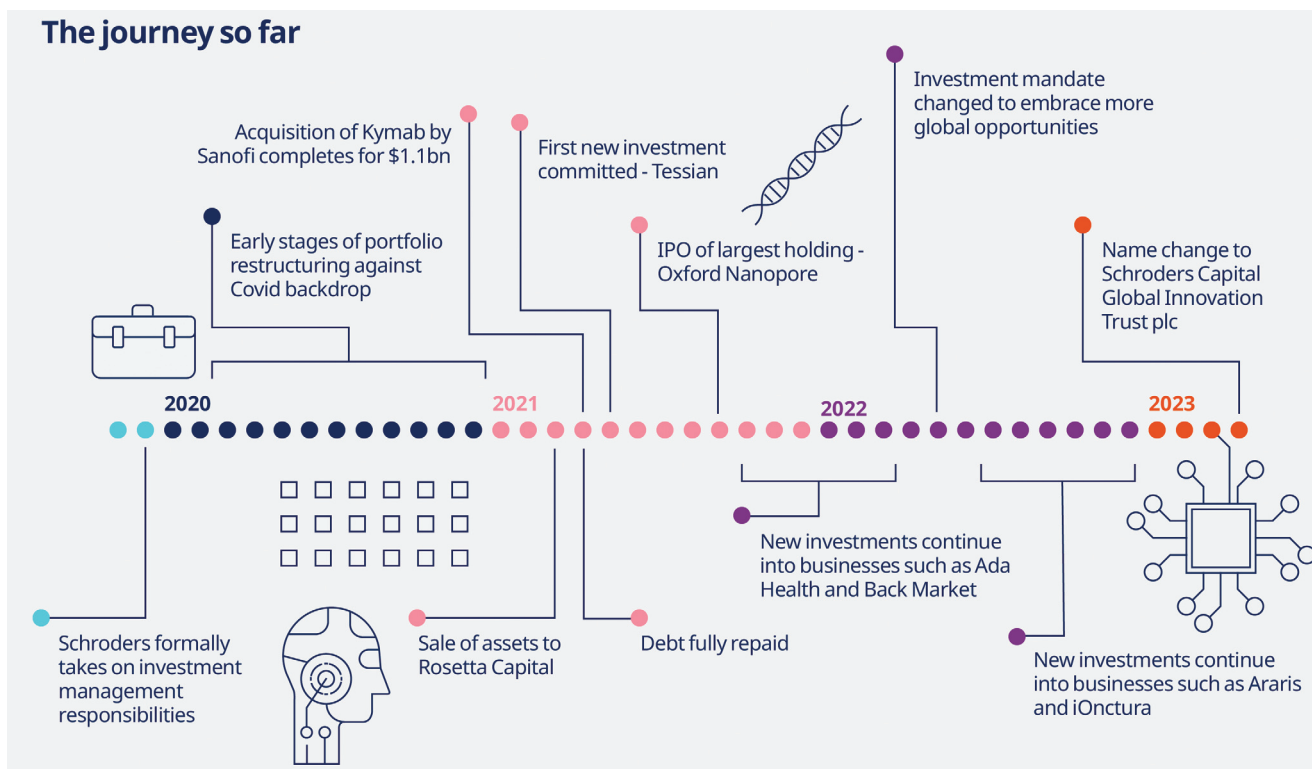 The journey so far
Investment mandate
changed to embrace more
global opportunities
Acquisition of Kymab by
Sanofi completes for $1.1bn
First new investment
committed - Tessian
Early stages of portfolio
restructuring against
Covid backdrop
IPO of largest holding -
Oxford Nanopore
Name change to
Schroders Capital
Global Innovation
Trust plc
2020
2021
2022
2023
New investments continue
into businesses such as Ada
Health and Back Market
Schroders formally
takes on investment
management
responsibilities
Sale of assets to
Rosetta Capital
Debt fully repaid
New investments continue
into businesses such as Araris
and iOnctura